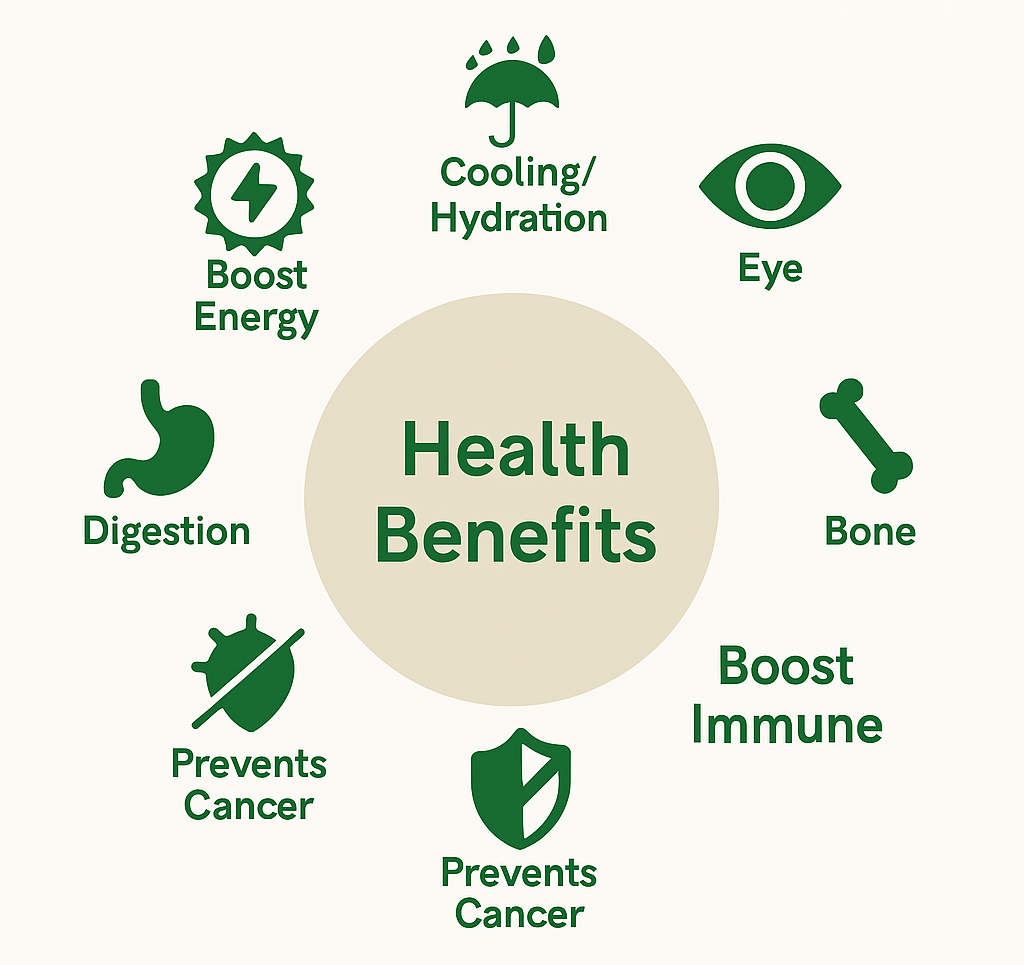 Cooling/
Hydration
Eye
Boost
Energy
Health
Benefits
Digestion
Bone
Boost
Immune
Prevents
Cancer
Prevents
Cancer